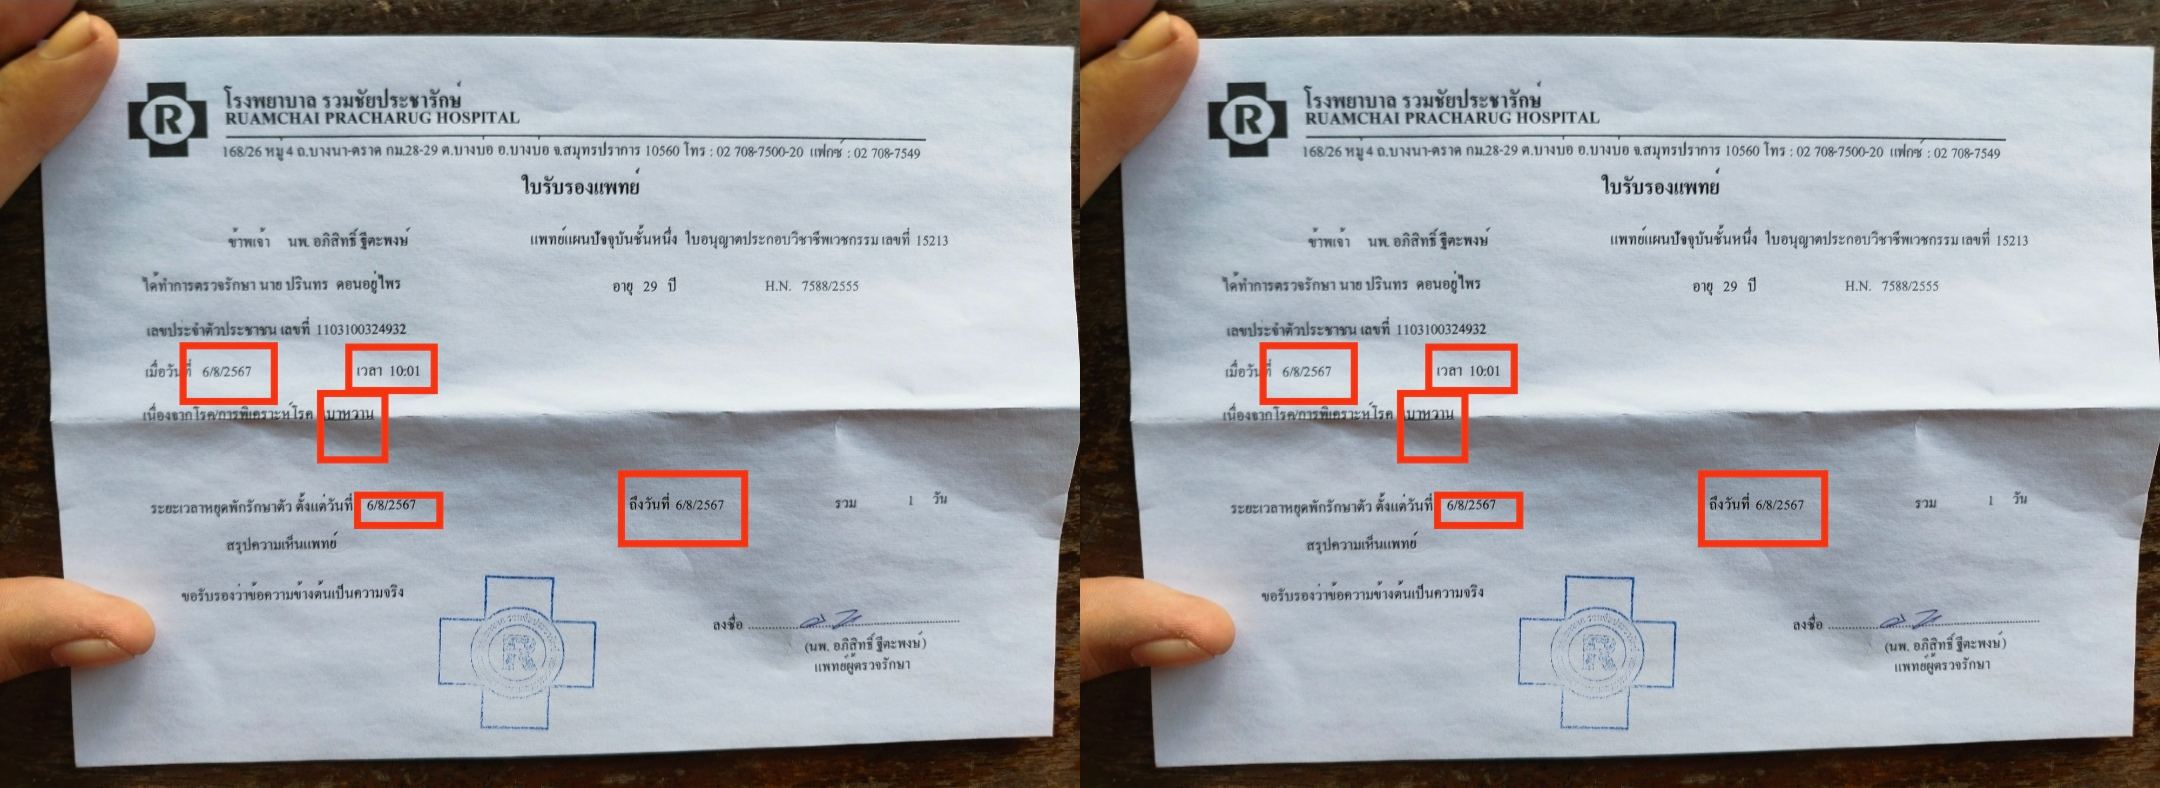 โรงพยาบาล รวมชัยประชารักษ์
RUAMCHAI PRACHARUG HOSPITAL
168/26 หมู่ 4 ถ.บางนา-ตราด กม.28-29 ต.บางบ่อ อ.บางบ่อ จ.สมุทรปราการ 10560 โทร : 02 708-7500-20 แฟกซ์ : 02 708-7549
ใบรับรองแพทย์
ข้าพเจ้า นพ. อภิสิทธิ์ ฐีตะพงษ์ แพทย์แผนปัจจุบันชั้นหนึ่ง ใบอนุญาตประกอบวิชาชีพเวชกรรม เลขที่ 15213
ได้ทำการตรวจรักษา นาย ปรินทร ดอนอยู่ไพร อายุ 29 ปี H.N. 7588/2555
เลขประจำตัวประชาชน เลขที่ 1103100324932
เมื่อวันที่ 6/8/2567 เวลา 10:01
เนื่องจากโรค/การพิเคราะห์โรค เบาหวาน
ระยะเวลาหยุดพักรักษาตัว ตั้งแต่วันที่ 6/8/2567 ถึงวันที่ 6/8/2567 รวม 1 วัน
สรุปความเห็นแพทย์
ขอรับรองว่าข้อความข้างต้นเป็นความจริง
R
ลงชื่อ
(นพ. อภิสิทธิ์ ฐีตะพงษ์)
แพทย์ผู้ตรวจรักษา
โรงพยาบาล รวมชัยประชารักษ์
RUAMCHAI PRACHARUG HOSPITAL
168/26 หมู่ 4 ถ.บางนา-ตราด กม.28-29 ต.บางบ่อ อ.บางบ่อ จ.สมุทรปราการ 10560 โทร : 02 708-7500-20 แฟกซ์ : 02 708-7549
ใบรับรองแพทย์
ข้าพเจ้า นพ. อภิสิทธิ์ ฐีตะพงษ์ แพทย์แผนปัจจุบันชั้นหนึ่ง ใบอนุญาตประกอบวิชาชีพเวชกรรม เลขที่ 15213
ได้ทำการตรวจรักษา นาย ปรินทร ดอนอยู่ไพร อายุ 29 ปี H.N. 7588/2555
เลขประจำตัวประชาชน เลขที่ 1103100324932
เมื่อวันที่ 6/8/2567 เวลา 10:01
เนื่องจากโรค/การพิเคราะห์โรค เบาหวาน
ระยะเวลาหยุดพักรักษาตัว ตั้งแต่วันที่ 6/8/2567 ถึงวันที่ 6/8/2567 รวม 1 วัน
สรุปความเห็นแพทย์
ขอรับรองว่าข้อความข้างต้นเป็นความจริง
R
ลงชื่อ
(นพ. อภิสิทธิ์ ฐีตะพงษ์)
แพทย์ผู้ตรวจรักษา